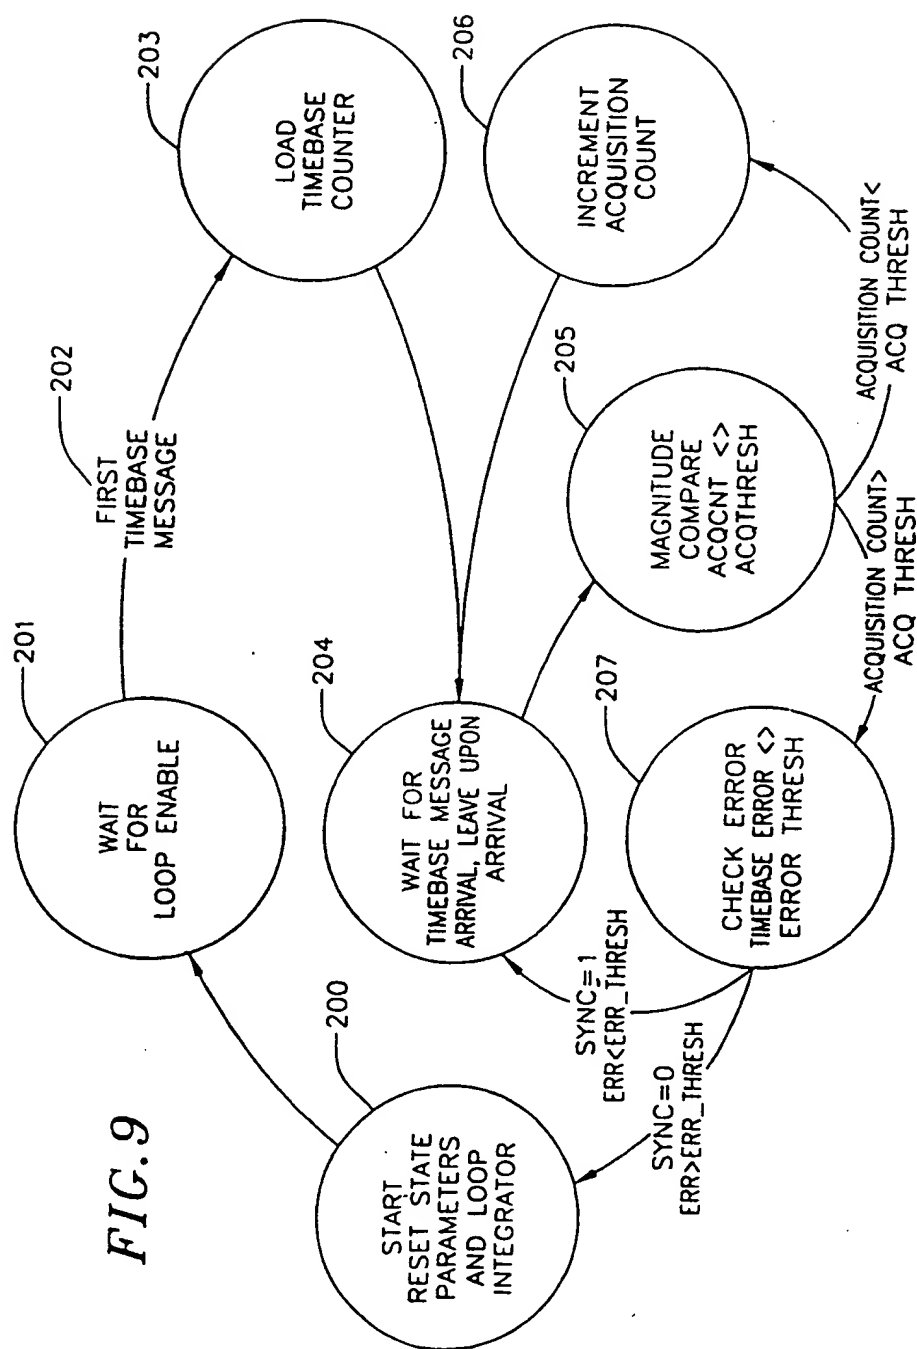 FIG. 9
200
START
RESET STATE
PARAMETERS
AND LOOP
INTEGRATOR
201
WAIT
FOR
LOOP ENABLE
202
FIRST
TIMEBASE
MESSAGE
203
LOAD
TIMEBASE
COUNTER
204
WAIT FOR
TIMEBASE MESSAGE
ARRIVAL, LEAVE UPON
ARRIVAL
205
MAGNITUDE
COMPARE
ACQCNT <>
ACQTHRESH
206
INCREMENT
ACQUISITION
COUNT
ACQUISITION COUNT<
ACQ THRESH
ACQUISITION COUNT>
ACQ THRESH
207
CHECK ERROR
TIMEBASE ERROR <>
ERROR THRESH
SYNC=1
ERR<ERR_THRESH
SYNC=0
ERR>ERR_THRESH